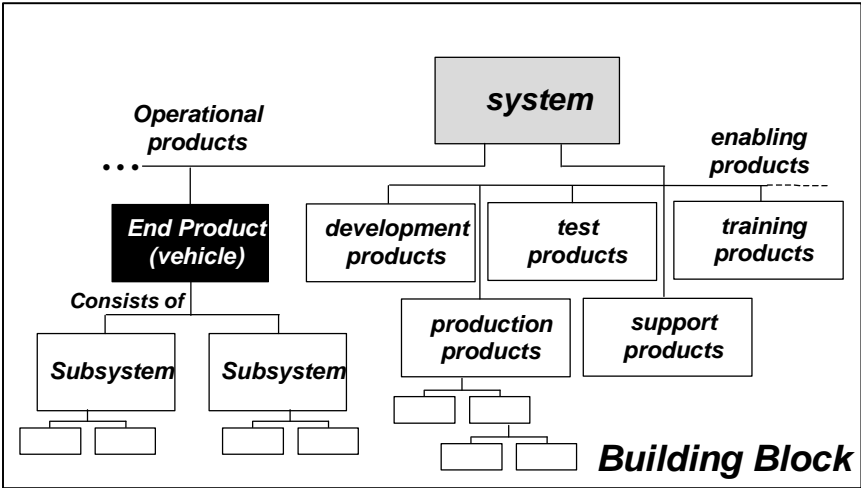 system
Operational
products
enabling
products
...
End Product
(vehicle)
development
products
test
products
training
products
Consists of
production
products
support
products
Subsystem
Subsystem
Building Block